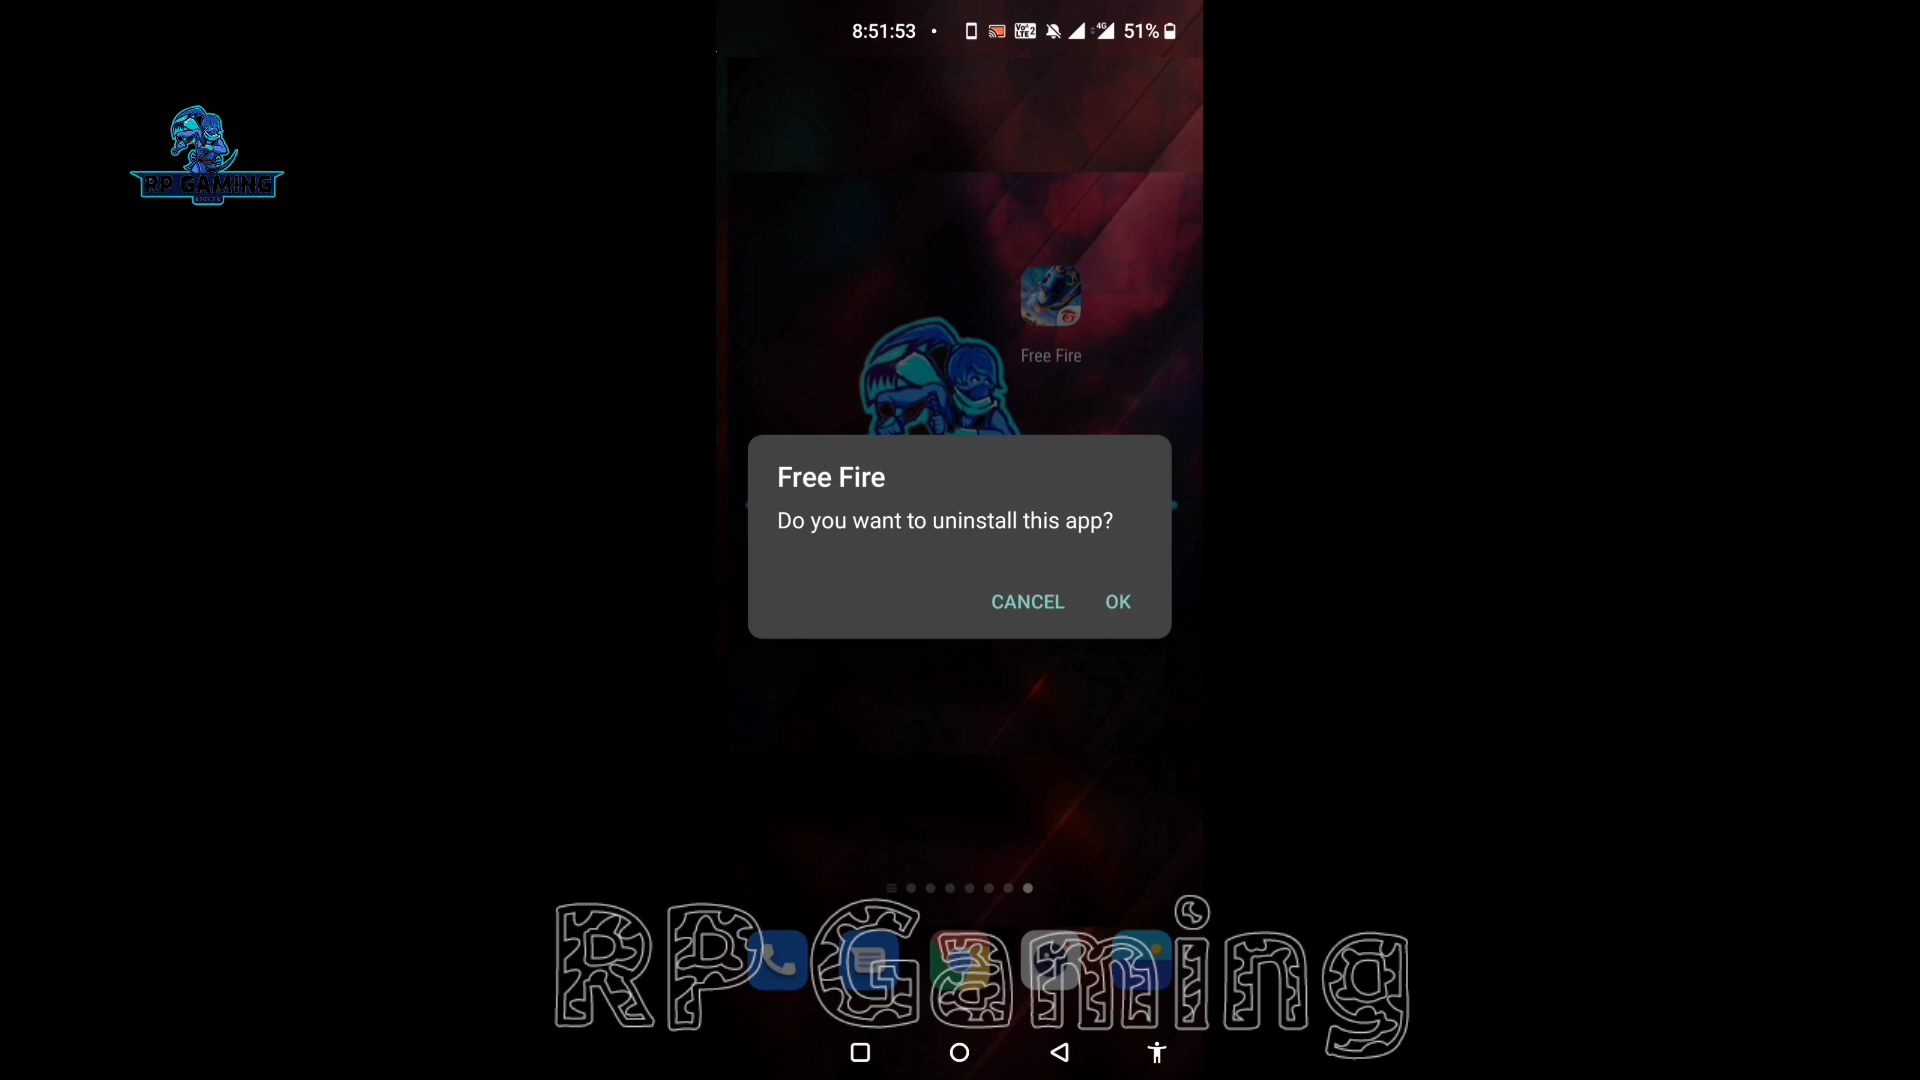 8:51:53
4G
51%
RP GAMING
Free Fire
Free Fire
Do you want to uninstall this app?
CANCEL
OK
RP Gaming